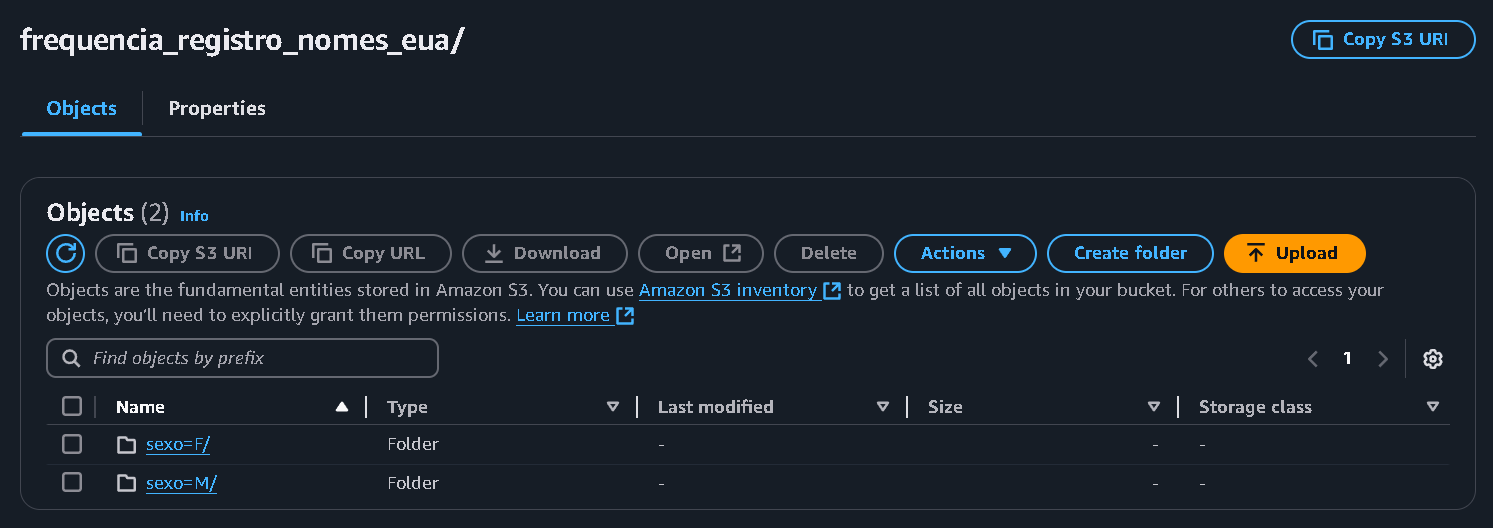 frequencia_registro_nomes_eua/
Copy S3 URI
Objects
Properties
Objects (2) Info
Copy S3 URI
Copy URL
Download
Open
Delete
Actions
Create folder
Upload
Objects are the fundamental entities stored in Amazon S3. You can use Amazon S3 inventory to get a list of all objects in your bucket. For others to access your
objects, you'll need to explicitly grant them permissions. Learn more
Find objects by prefix
1
Name Type Last modified Size Storage class
sexo=F/ Folder - - -
sexo=M/ Folder - - -